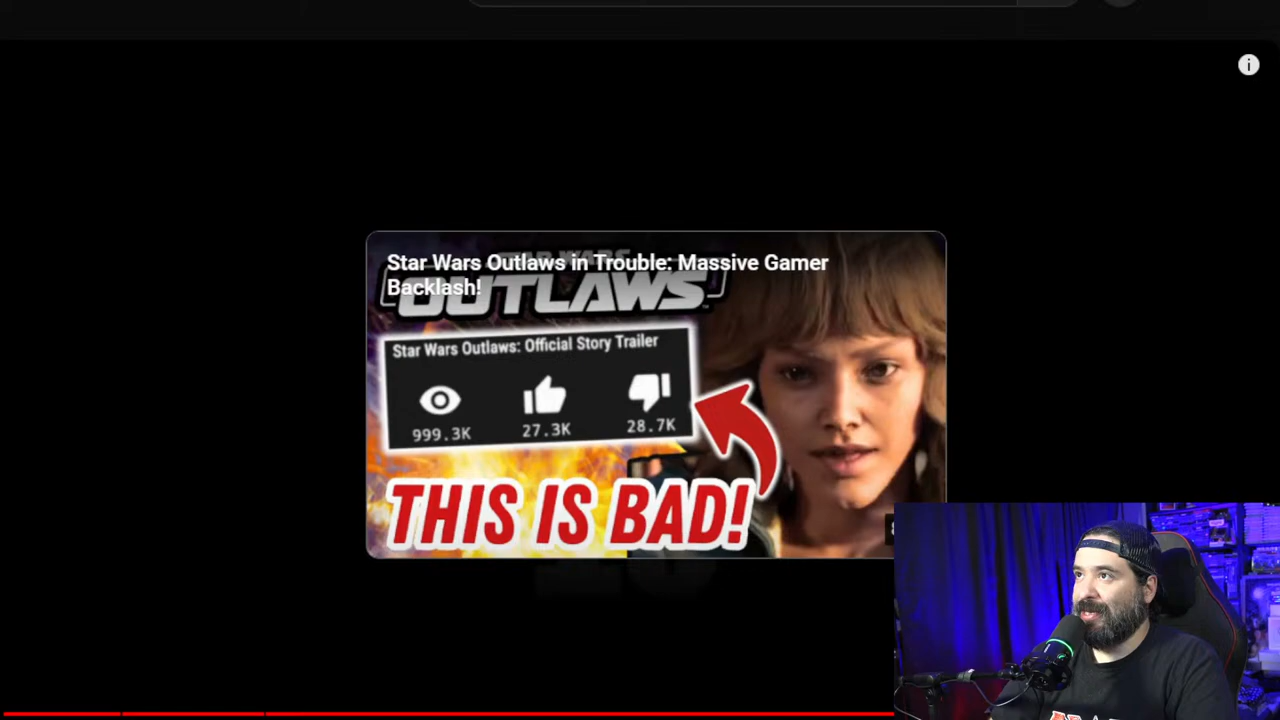 Star Wars Outlaws in Trouble: Massive Gamer
Backlash!
OUTLAWS
Star Wars Outlaws: Official Story Trailer
999.3K 27.3K 28.7K
THIS IS BAD!